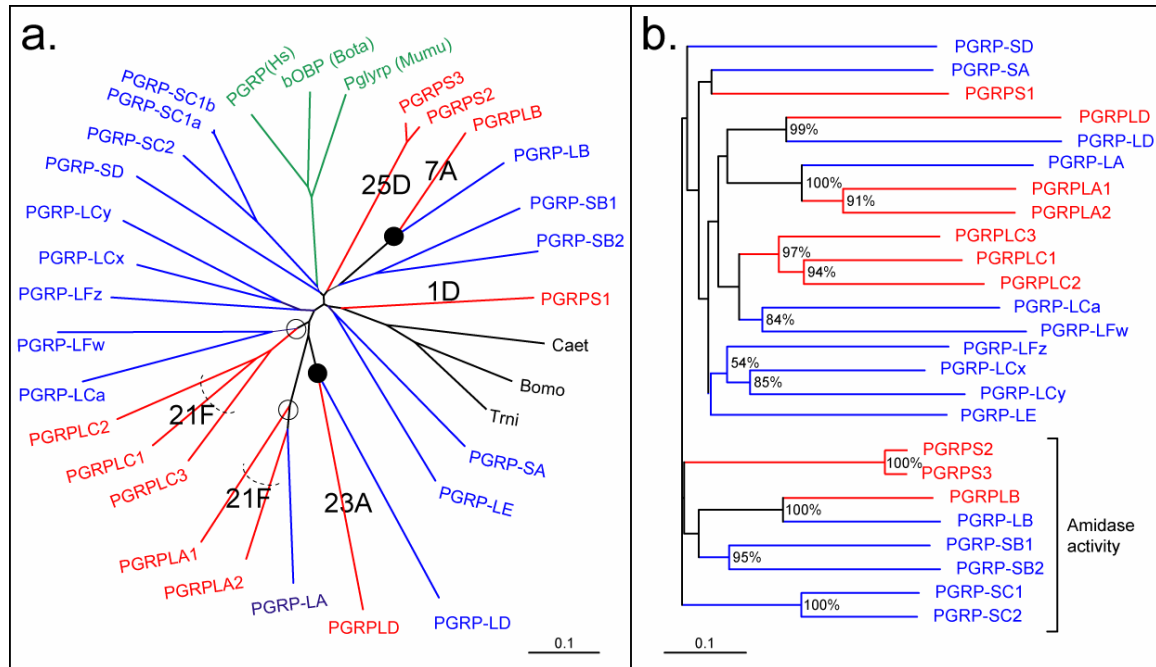 a.
PGRP(Hs)
bOBP (Bota)
Pglyrp (Mumu)
PGRPS3
PGRPS2
PGRPLB
PGRP-LB
PGRP-SB1
PGRP-SB2
PGRPS1
Caet
Bomo
Trni
PGRP-SA
PGRP-LE
PGRP-LD
PGRPLD
PGRP-LA
PGRPLA2
PGRPLA1
PGRPLC3
PGRPLC1
PGRPLC2
PGRP-LCa
PGRP-LFw
PGRP-LFz
PGRP-LCx
PGRP-LCy
PGRP-SD
PGRP-SC2
PGRP-SC1a
PGRP-SC1b
25D
7A
1D
21F
21F
23A
0.1
b.
PGRP-SD
PGRP-SA
PGRPS1
PGRPLD
99%
PGRP-LD
PGRP-LA
100%
PGRPLA1
91%
PGRPLA2
PGRPLC3
97%
PGRPLC1
94%
PGRPLC2
PGRP-LCa
84%
PGRP-LFw
PGRP-LFz
54%
PGRP-LCx
85%
PGRP-LCy
PGRP-LE
PGRPS2
100%
PGRPS3
PGRPLB
100%
PGRP-LB
PGRP-SB1
95%
PGRP-SB2
PGRP-SC1
100%
PGRP-SC2
Amidase
activity
0.1